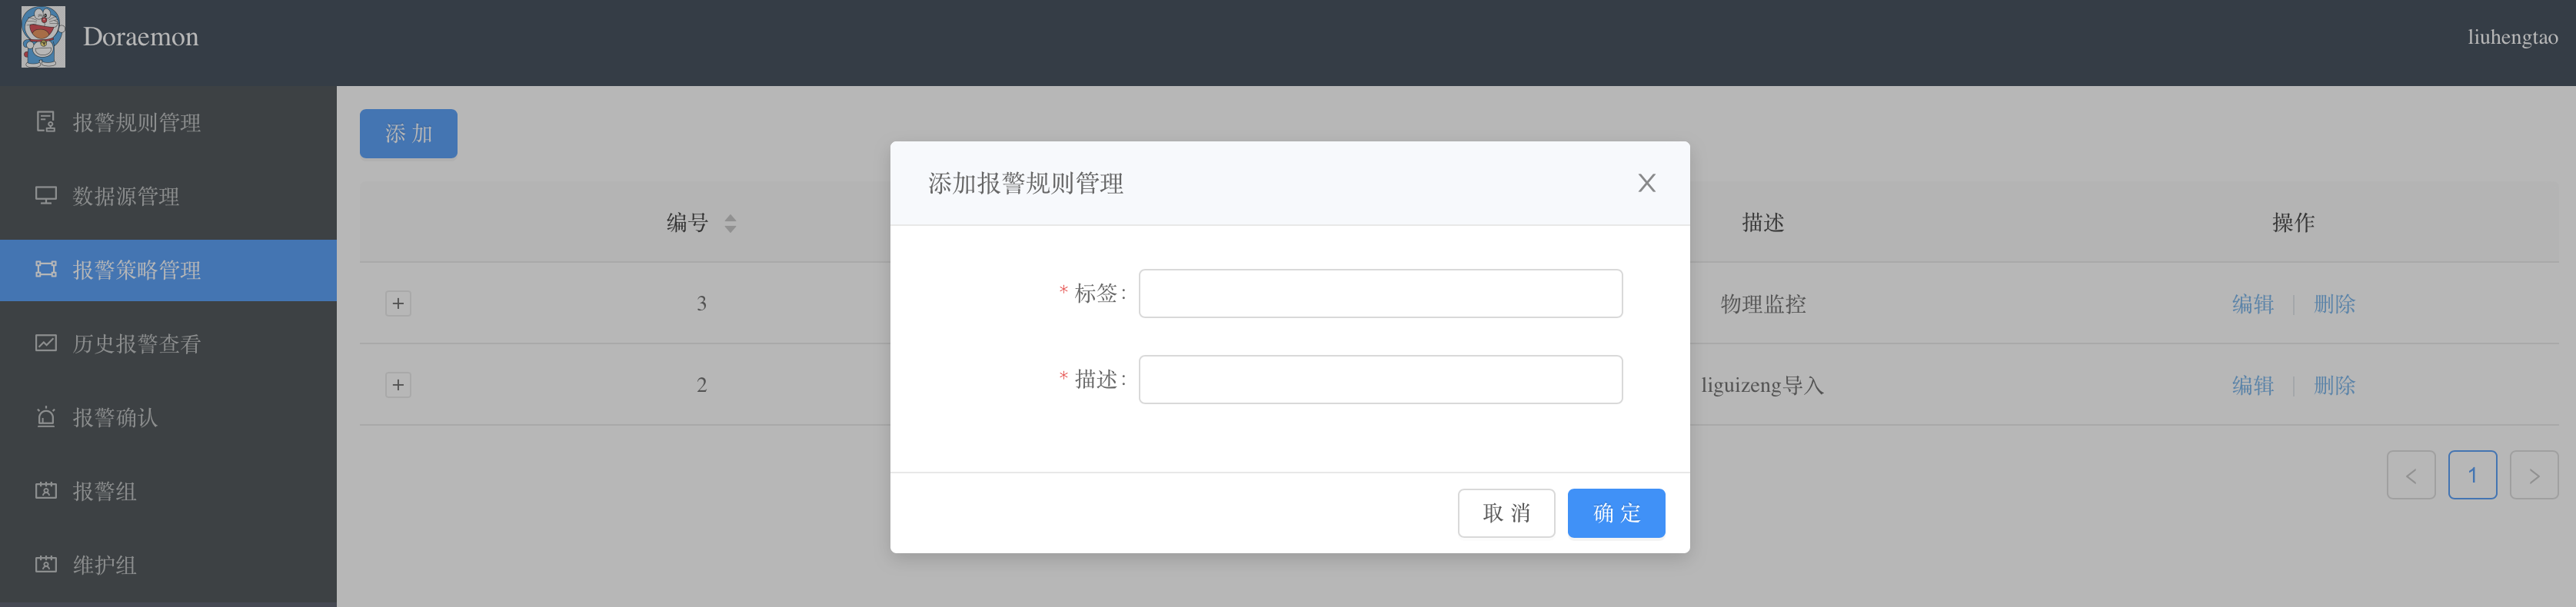 Doraemon
liuhengtao
报警规则管理
数据源管理
报警策略管理
历史报警查看
报警确认
报警组
维护组
添 加
编号
描述
操作
3
物理监控
编辑
删除
2
liguizeng导入
编辑
删除
1
添加报警规则管理
* 标签:
* 描述:
取 消
确 定